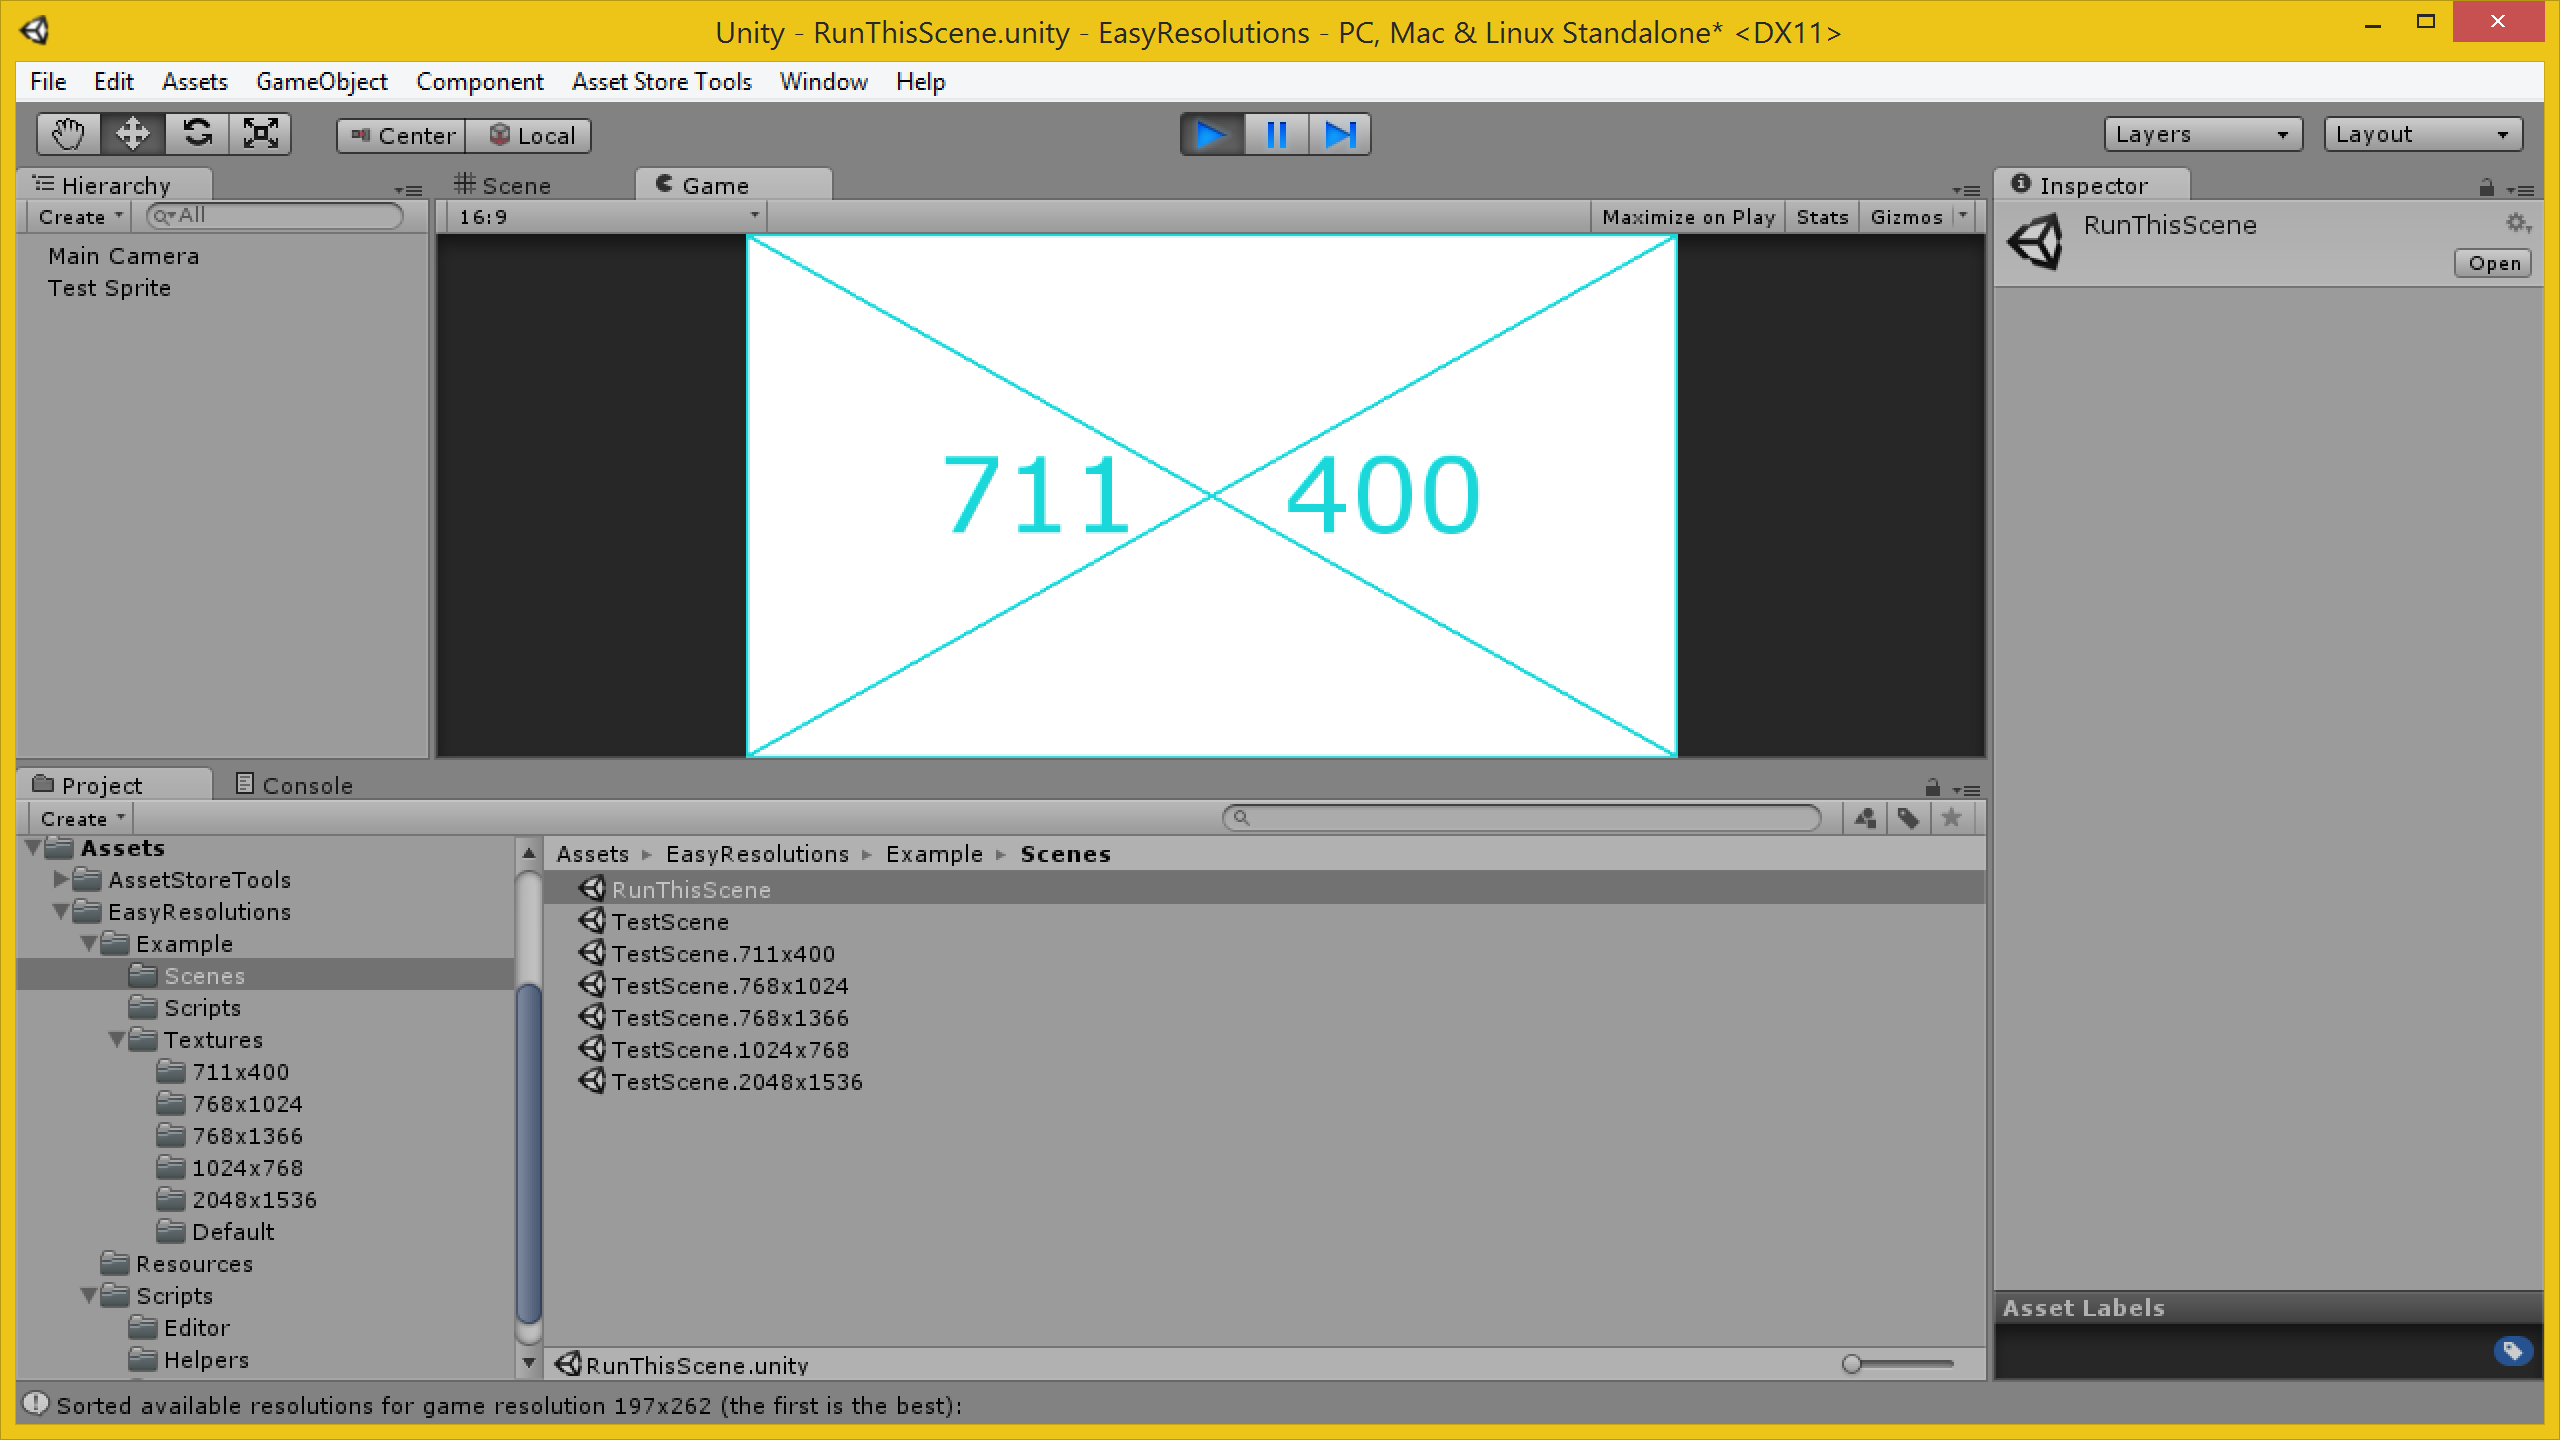 Unity - RunThisScene.unity - EasyResolutions - PC, Mac & Linux Standalone* <DX11>
File Edit Assets GameObject Component Asset Store Tools Window Help
Center Local
Layers Layout
Hierarchy
Create All
Main Camera
Test Sprite
Scene Game
16:9 Maximize on Play Stats Gizmos
711 400
Inspector
RunThisScene
Open
Project Console
Create
Assets
AssetStoreTools
EasyResolutions
Example
Scenes
Scripts
Textures
711x400
768x1024
768x1366
1024x768
2048x1536
Default
Resources
Scripts
Editor
Helpers
Assets EasyResolutions Example Scenes
RunThisScene
TestScene
TestScene.711x400
TestScene.768x1024
TestScene.768x1366
TestScene.1024x768
TestScene.2048x1536
RunThisScene.unity
Asset Labels
Sorted available resolutions for game resolution 197x262 (the first is the best):